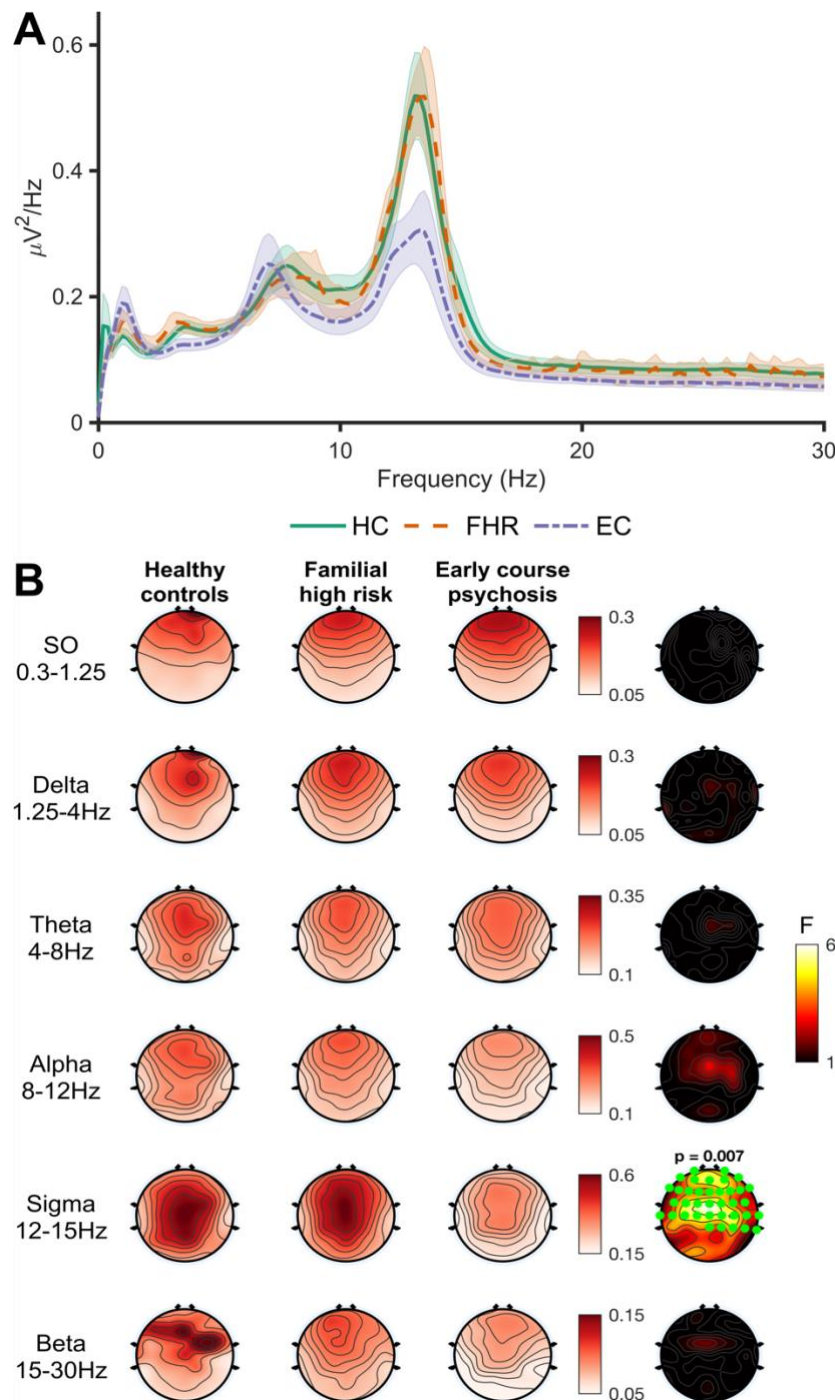 A
0.6
0.4
0.2
0
μV²/Hz
0 10 20 30
Frequency (Hz)
HC FHR EC
B
Healthy controls
Familial high risk
Early course psychosis
SO
0.3-1.25
0.3
0.05
Delta
1.25-4Hz
0.3
0.05
Theta
4-8Hz
0.35
0.1
F
6
1
Alpha
8-12Hz
0.5
0.1
p = 0.007
Sigma
12-15Hz
0.6
0.15
Beta
15-30Hz
0.15
0.05